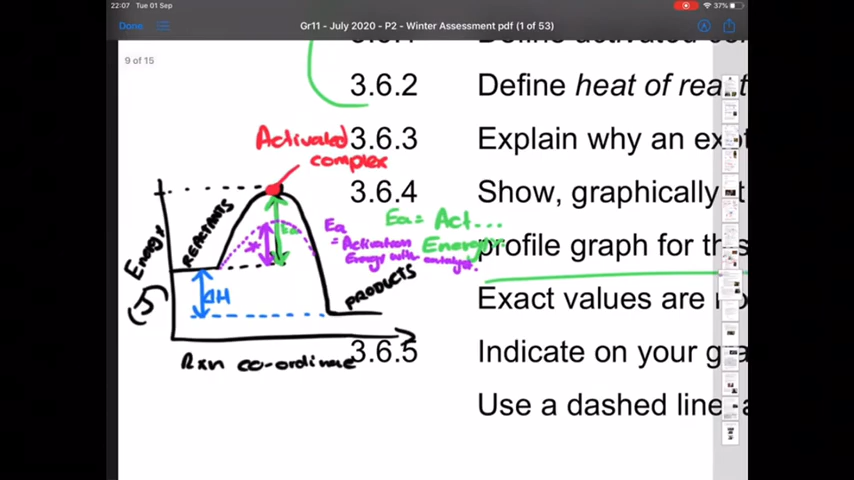 22:07 Tue 01 Sep
37%
Done
Gr11 - July 2020 - P2 - Winter Assessment pdf (1 of 53)
9 of 15
3.6.2 Define heat of rea
3.6.3 Explain why an
3.6.4 Show, graphically
profile graph for
Exact values are
3.6.5 Indicate on your
Use a dashed line,
Activated
complex
Energy
(J)
REACTANTS
Ea
Ea
= Activation
Energy with catalyst.
Ea = Act...
Energy
ΔH
PRODUCTS
Rxn co-ordinate